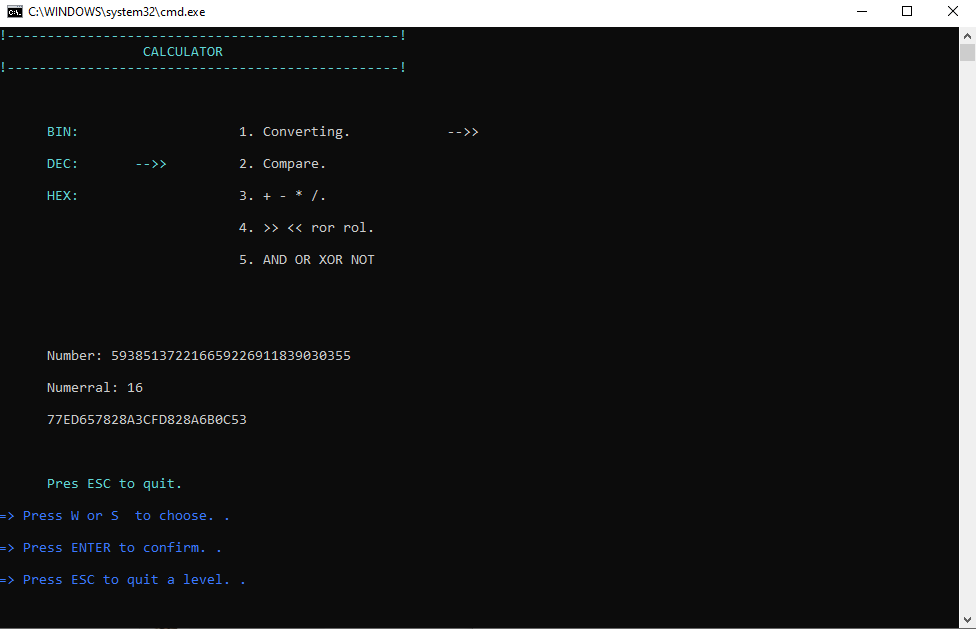 C:\WINDOWS\system32\cmd.exe
!-------------------------------------------------!
CALCULATOR
!-------------------------------------------------!
BIN: 1. Converting. -->>
DEC: -->> 2. Compare.
HEX: 3. + - * /.
4. >> << ror rol.
5. AND OR XOR NOT
Number: 593851372216659226911839030355
Numerral: 16
77ED657828A3CFD828A6B0C53
Pres ESC to quit.
=> Press W or S  to choose. .
=> Press ENTER to confirm. .
=> Press ESC to quit a level. .